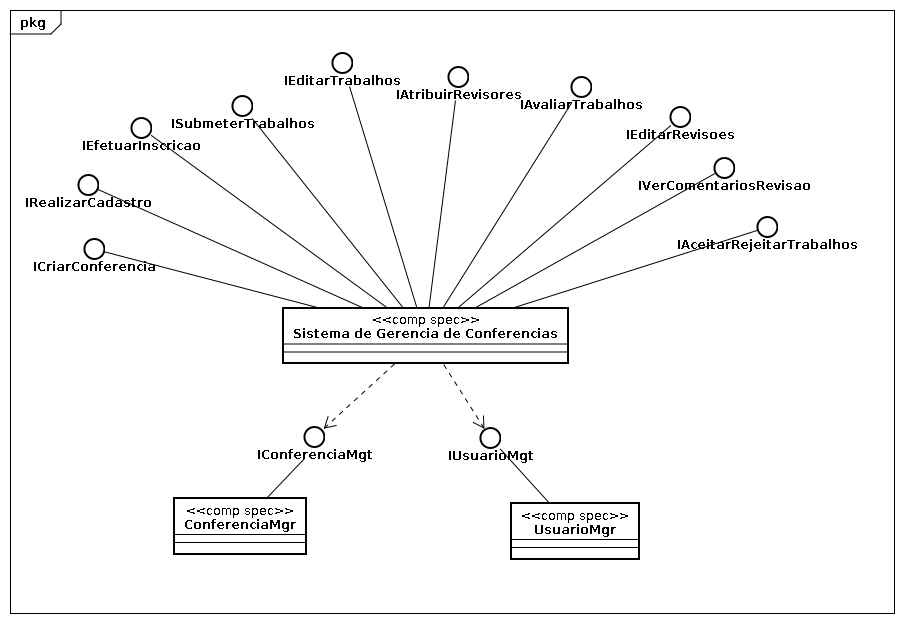 pkg
IEditarTrabalhos
IAtribuirRevisores
IAvaliarTrabalhos
ISubmeterTrabalhos
IEditarRevisoes
IEfetuarInscricao
IVerComentariosRevisao
IRealizarCadastro
IAceitarRejeitarTrabalhos
ICriarConferencia
<<comp spec>>
Sistema de Gerencia de Conferencias
IConferenciaMgt
IUsuarioMgt
<<comp spec>>
ConferenciaMgr
<<comp spec>>
UsuarioMgr